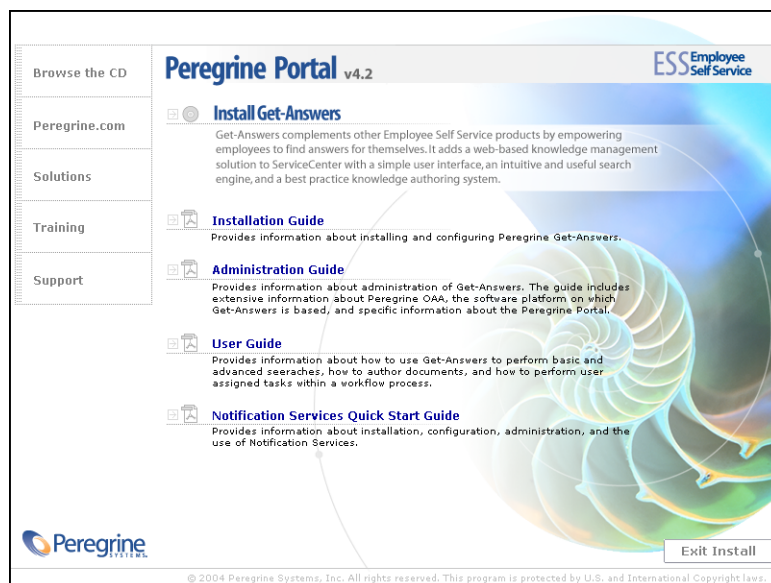 Peregrine Portal v4.2
ESS Employee
Self Service
Browse the CD
Peregrine.com
Solutions
Training
Support
Install Get-Answers
Get-Answers complements other Employee Self Service products by empowering
employees to find answers for themselves. It adds a web-based knowledge management
solution to ServiceCenter with a simple user interface, an intuitive and useful search
engine, and a best practice knowledge authoring system.
Installation Guide
Provides information about installing and configuring Peregrine Get-Answers.
Administration Guide
Provides information about administration of Get-Answers. The guide includes
extensive information about Peregrine OAA, the software platform on which
Get-Answers is based, and specific information about the Peregrine Portal.
User Guide
Provides information about how to use Get-Answers to perform basic and
advanced seeraches, how to author documents, and how to perform user
assigned tasks within a workflow process.
Notification Services Quick Start Guide
Provides information about installation, configuration, administration, and the
use of Notification Services.
Peregrine
SYSTEMS
Exit Install
© 2004 Peregrine Systems, Inc. All rights reserved. This program is protected by U.S. and International Copyright laws.